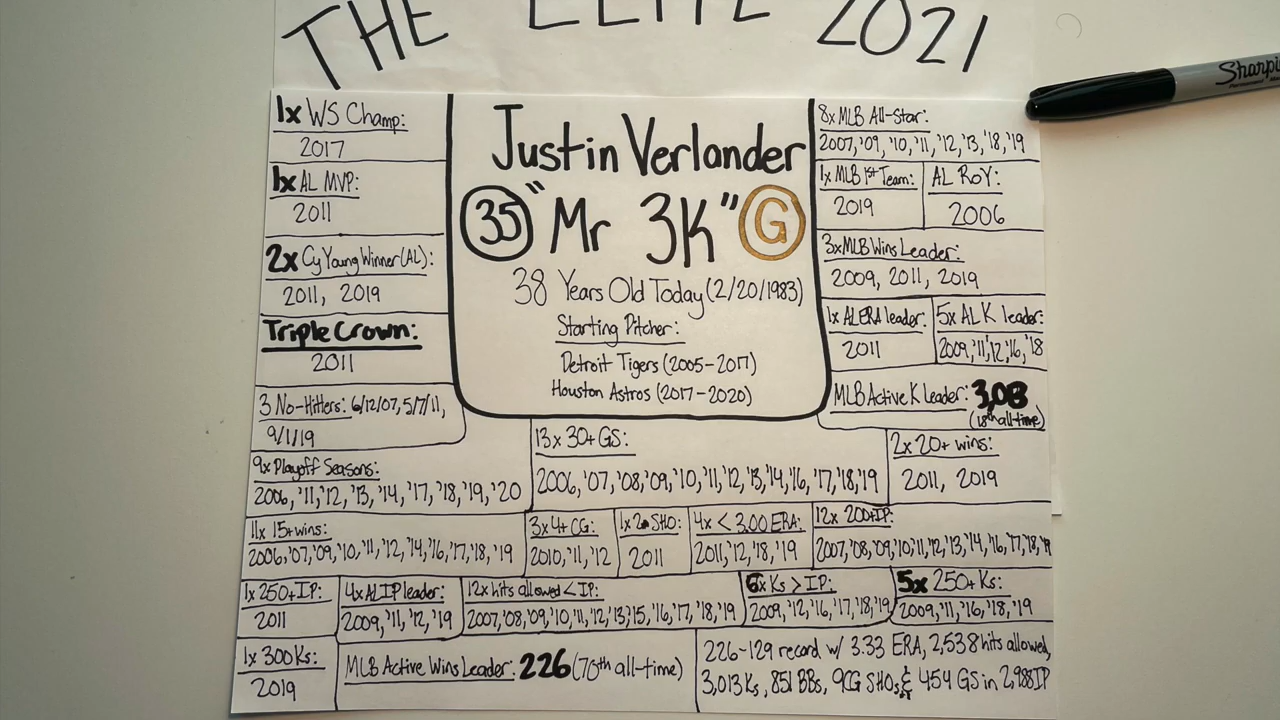 THE ELITE 2021
Sharpie
1x WS Champ:
2017
1x AL MVP:
2011
2x Cy Young Winner (AL):
2011, 2019
Triple Crown:
2011
3 No-Hitters: 6/12/07, 5/7/11,
9/1/19
Justin Verlander
35 "Mr 3K" G
38 Years Old Today (2/20/1983)
Starting Pitcher:
Detroit Tigers (2005-2017)
Houston Astros (2017-2020)
8x MLB All-Star:
2007, '09, '10, '11, '12, '13, '18, '19
1x MLB 1st Team:
2019
AL RoY:
2006
3x MLB Wins Leader:
2009, 2011, 2019
1x AL ERA leader:
2011
5x AL K leader:
2009, '11, '12, '16, '18
MLB Active K Leader: 3,013
(18th all-time)
9x Playoff Seasons:
2006, '11, '12, '13, '14, '17, '18, '19, '20
13x 30+ GS:
2006, '07, '08, '09, '10, '11, '12, '13, '14, '16, '17, '18, '19
2x 20+ wins:
2011, 2019
11x 15+ wins:
2006, '07, '09, '10, '11, '12, '14, '16, '17, '18, '19
3x 4+ CG:
2010, '11, '12
1x 2 SHO:
2011
4x < 3.00 ERA:
2011, '12, '18, '19
12x 200+ IP:
2007, '08, '09, '10, '11, '12, '13, '14, '16, '17, '18, '19
1x 250+ IP:
2011
4x AL IP leader:
2009, '11, '12, '19
12x hits allowed < IP:
2007, '08, '09, '10, '11, '12, '13, '15, '16, '17, '18, '19
6x Ks > IP:
2009, '12, '16, '17, '18, '19
5x 250+ Ks:
2009, '11, '16, '18, '19
1x 300 Ks:
2019
MLB Active Wins Leader: 226 (70th all-time)
226-129 record w/ 3.33 ERA, 2,538 hits allowed,
3,013 Ks, 851 BBs, 9 CG SHOs & 454 GS in 2,988 IP